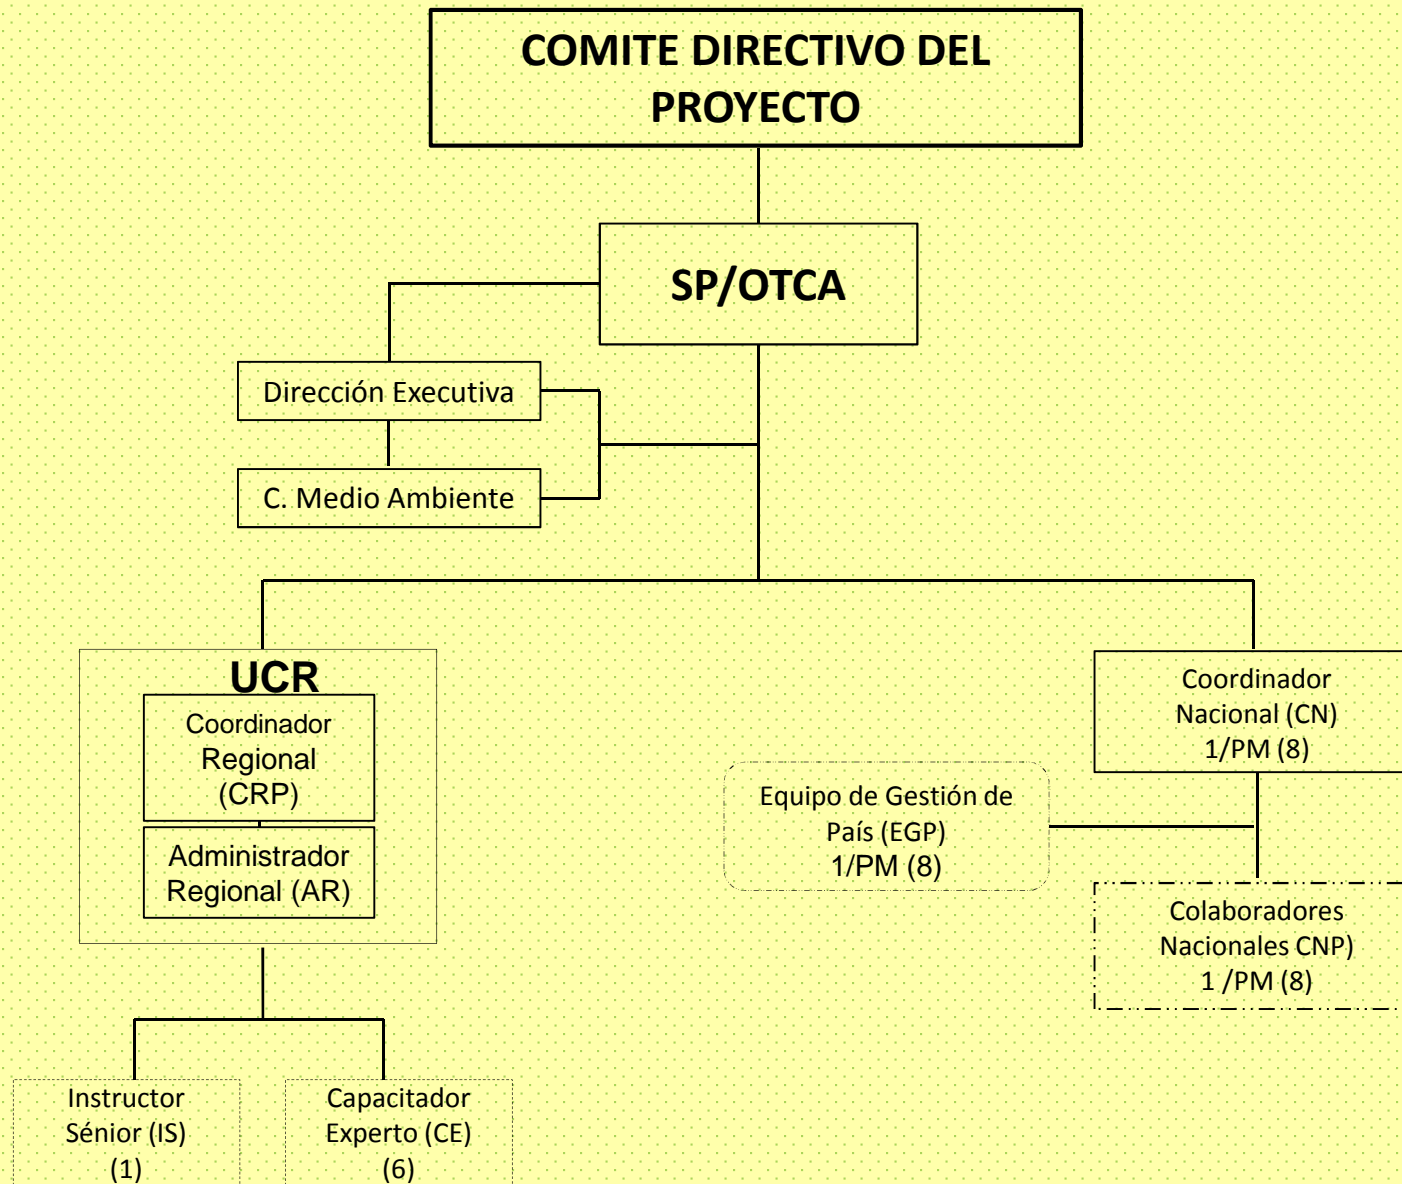 COMITE DIRECTIVO DEL
PROYECTO
SP/OTCA
Dirección Executiva
C. Medio Ambiente
UCR
Coordinador
Regional
(CRP)
Administrador
Regional (AR)
Coordinador
Nacional (CN)
1/PM (8)
Equipo de Gestión de
País (EGP)
1/PM (8)
Colaboradores
Nacionales CNP)
1 /PM (8)
Instructor
Sénior (IS)
(1)
Capacitador
Experto (CE)
(6)